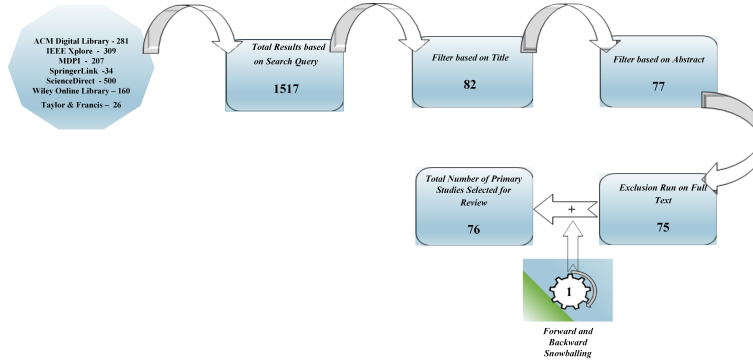 ACM Digital Library - 281
IEEE Xplore - 309
MDPI - 207
SpringerLink -34
ScienceDirect - 500
Wiley Online Library – 160
Taylor & Francis – 26
Total Results based
on Search Query
1517
Filter based on Title
82
Filter based on Abstract
77
Exclusion Run on Full
Text
75
+
Total Number of Primary
Studies Selected for
Review
76
1
Forward and
Backward
Snowballing